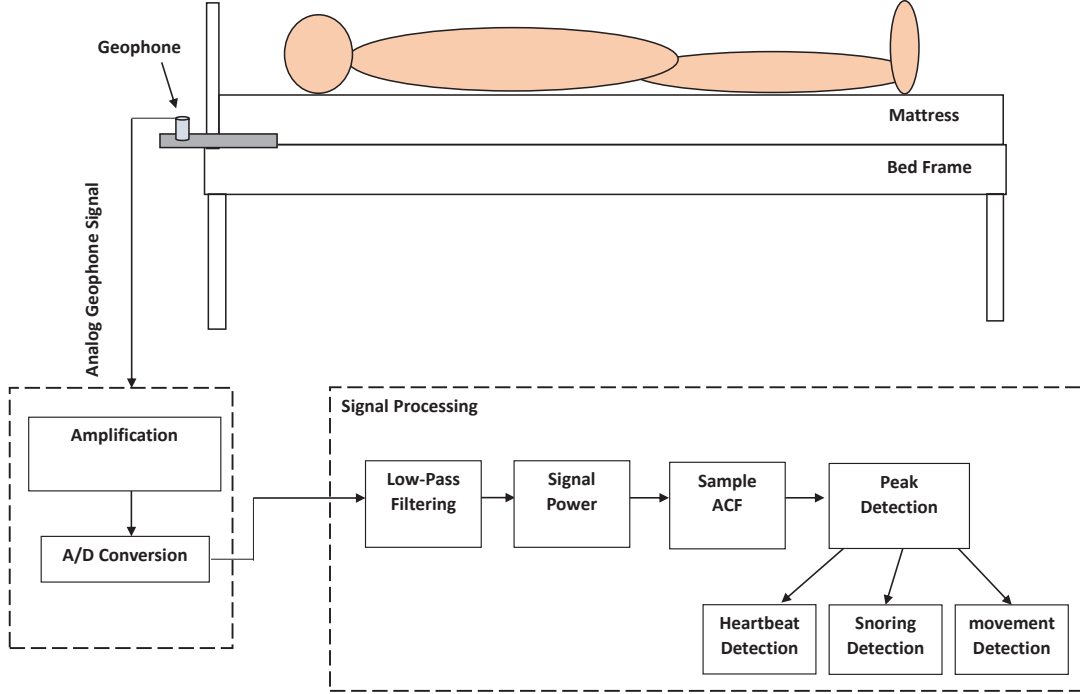 Geophone
Mattress
Bed Frame
Analog Geophone Signal
Signal Processing
Amplification
A/D Conversion
Low-Pass
Filtering
Signal
Power
Sample
ACF
Peak
Detection
Heartbeat
Detection
Snoring
Detection
movement
Detection